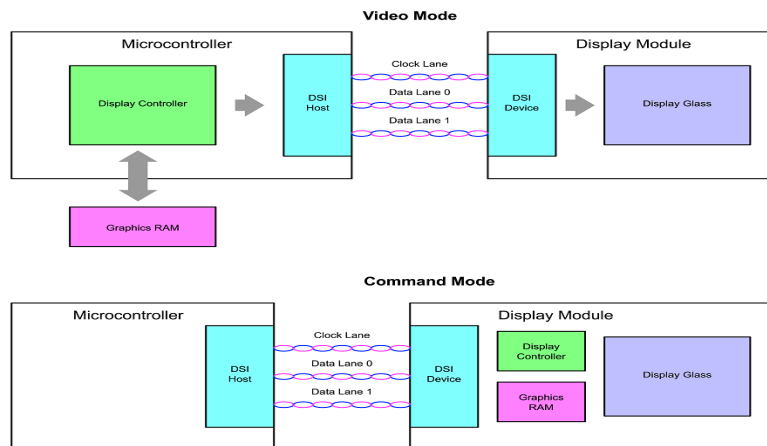 Video Mode
Microcontroller
Display Module
Display Controller
DSI
Host
Clock Lane
Data Lane 0
Data Lane 1
DSI
Device
Display Glass
Graphics RAM
Command Mode
Microcontroller
Display Module
DSI
Host
Clock Lane
Data Lane 0
Data Lane 1
DSI
Device
Display
Controller
Graphics
RAM
Display Glass